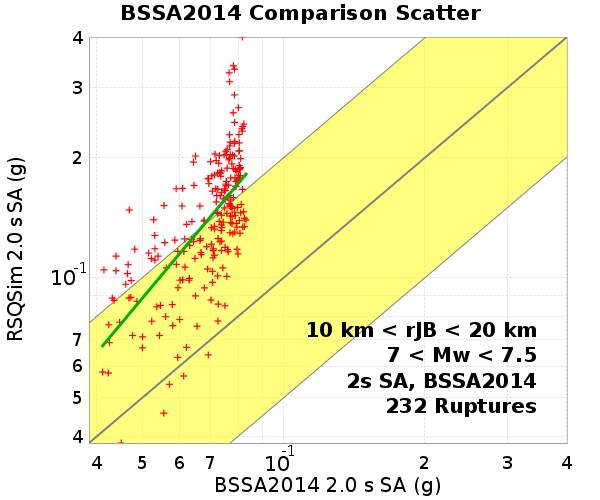 BSSA2014 Comparison Scatter
RSQSim 2.0 s SA (g)
4
3
2
10⁻¹
7
6
5
4
10 km < rJB < 20 km
7 < Mw < 7.5
2s SA, BSSA2014
232 Ruptures
4 5 6 7 10⁻¹ 2 3 4
BSSA2014 2.0 s SA (g)